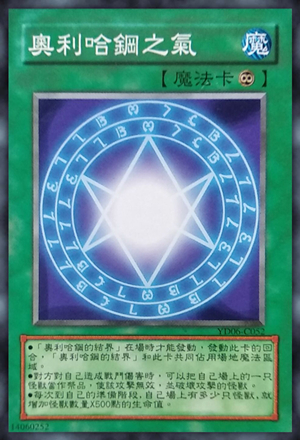 奧利哈鋼之氣
魔
【魔法卡】
YD06-C052
•「奧利哈鋼的結界」在場時才能發動，發動此卡的回
合，「奧利哈鋼的結界」和此卡共同佔用場地魔法區
域。
•對方對自己造成戰鬥傷害時，可以把自己場上的一只
怪獸當作祭品，使該攻擊無效，並破壞攻擊的怪獸。
•每次到自己的準備階段，自己場上有多少只怪獸，就
增加怪獸數量X500點的生命值。
14060252